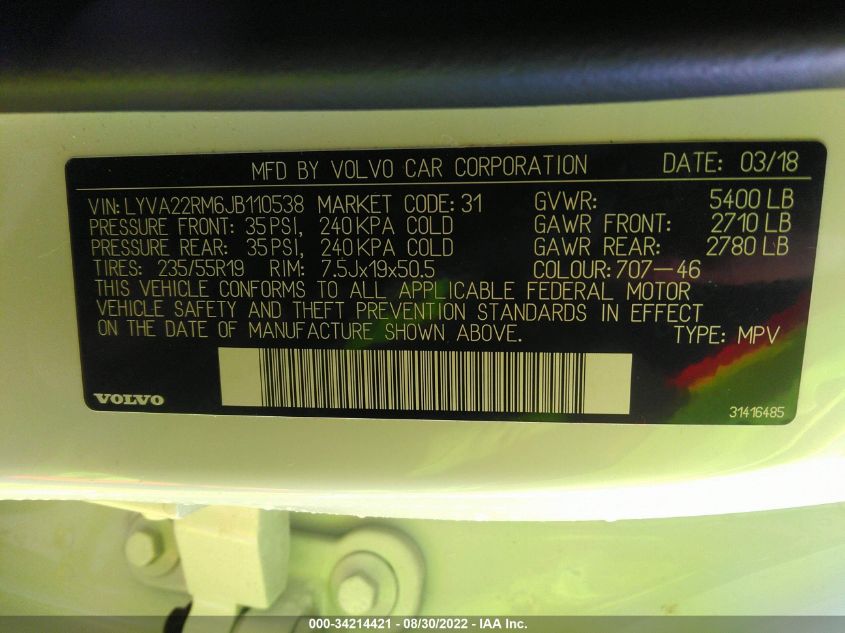 MFD BY VOLVO CAR CORPORATION DATE: 03/18
VIN: LYVA22RM6JB110538 MARKET CODE: 31 GVWR: 5400 LB
PRESSURE FRONT: 35 PSI, 240 KPA COLD GAWR FRONT: 2710 LB
PRESSURE REAR: 35 PSI, 240 KPA COLD GAWR REAR: 2780 LB
TIRES: 235/55R19 RIM: 7.5Jx19x50.5 COLOUR: 707-46
THIS VEHICLE CONFORMS TO ALL APPLICABLE FEDERAL MOTOR
VEHICLE SAFETY AND THEFT PREVENTION STANDARDS IN EFFECT
ON THE DATE OF MANUFACTURE SHOWN ABOVE. TYPE: MPV
VOLVO 31416485
000-34214421 - 08/30/2022 - IAA Inc.